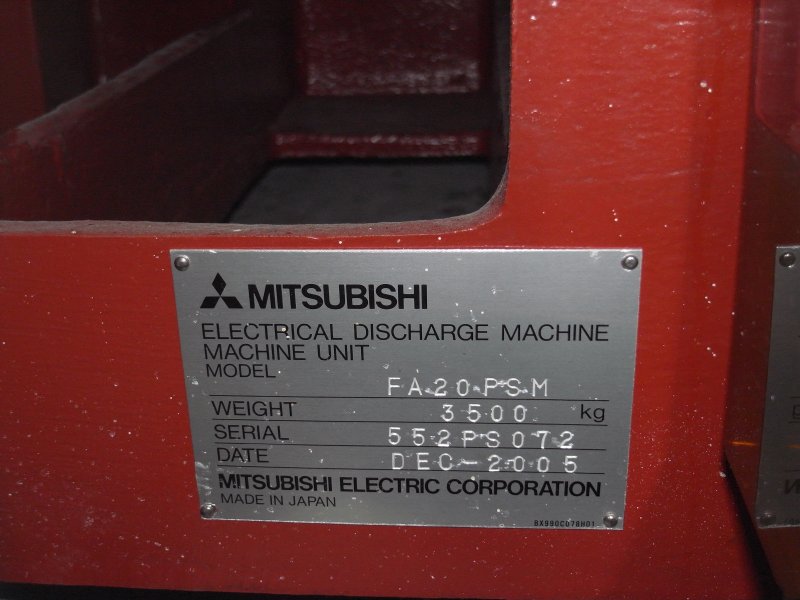 MITSUBISHI
ELECTRICAL DISCHARGE MACHINE
MACHINE UNIT
MODEL FA20PSM
WEIGHT 3500 kg
SERIAL 552PS072
DATE DEC-2005
MITSUBISHI ELECTRIC CORPORATION
MADE IN JAPAN
BX990C078H01